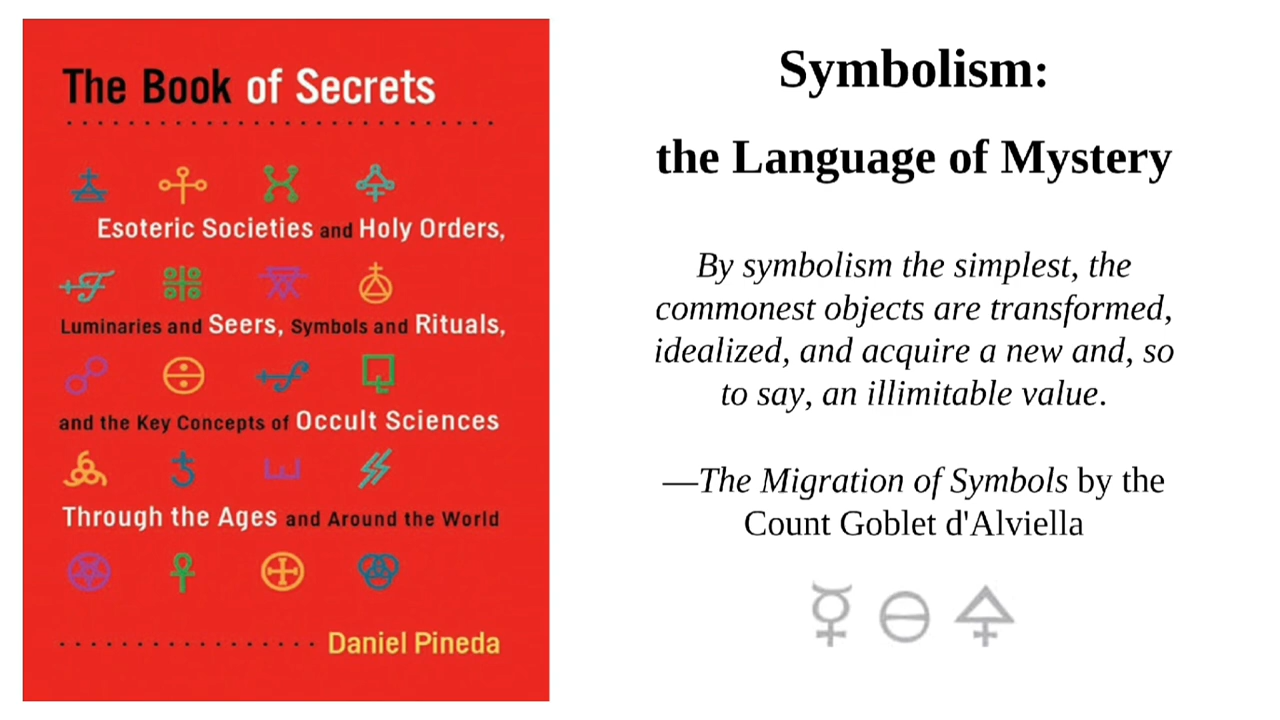 The Book of Secrets
Esoteric Societies and Holy Orders,
Luminaries and Seers, Symbols and Rituals,
and the Key Concepts of Occult Sciences
Through the Ages and Around the World
Daniel Pineda
Symbolism:
the Language of Mystery
By symbolism the simplest, the
commonest objects are transformed,
idealized, and acquire a new and, so
to say, an illimitable value.
—The Migration of Symbols by the
Count Goblet d'Alviella